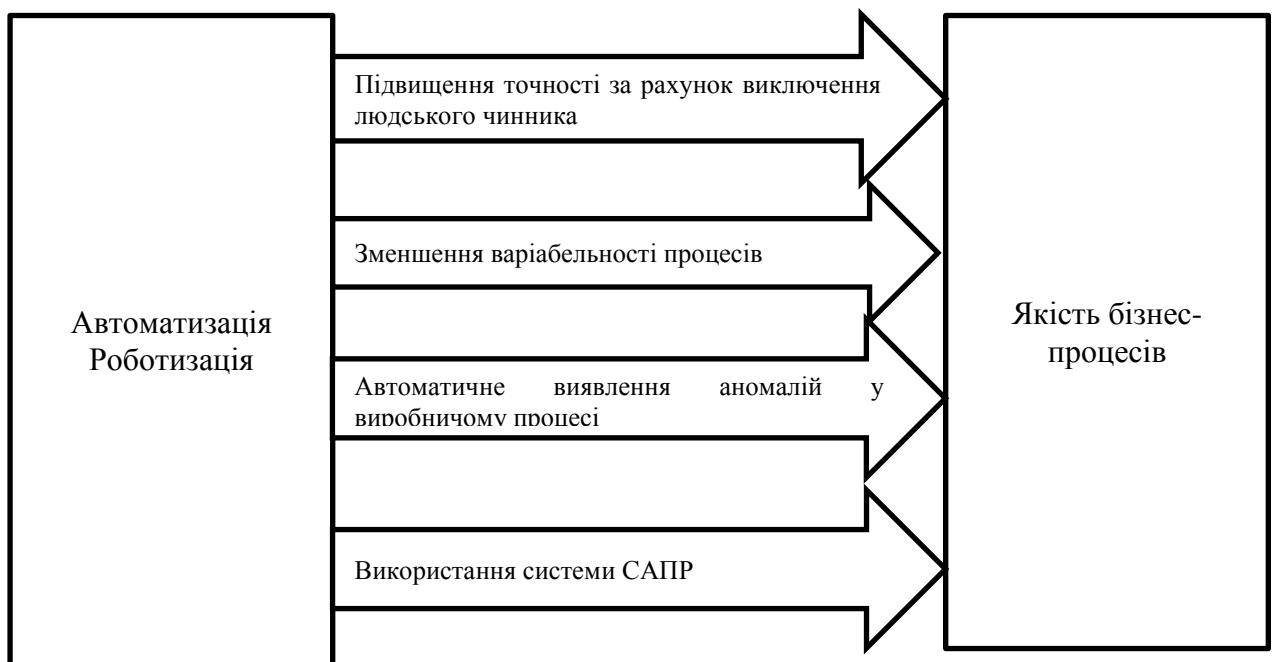 Підвищення точності за рахунок виключення
людського чинника
Зменшення варіабельності процесів
Автоматизація
Роботизація
Якість бізнес-
процесів
Автоматичне виявлення аномалій у
виробничому процесі
Використання системи САПР